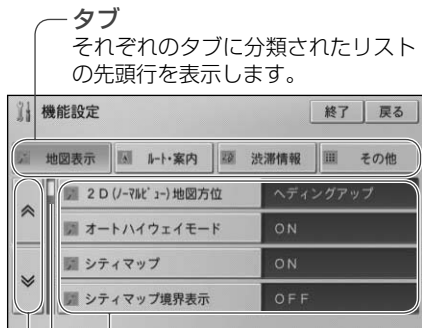 タブ
それぞれのタブに分類されたリスト
の先頭行を表示します。
機能設定 終了 戻る
地図表示 ルート・案内 渋滞情報 その他
2D(ﾉｰﾏﾙﾋﾞｭｰ)地図方位 ヘディングアップ
オートハイウェイモード ON
シティマップ ON
シティマップ境界表示 OFF